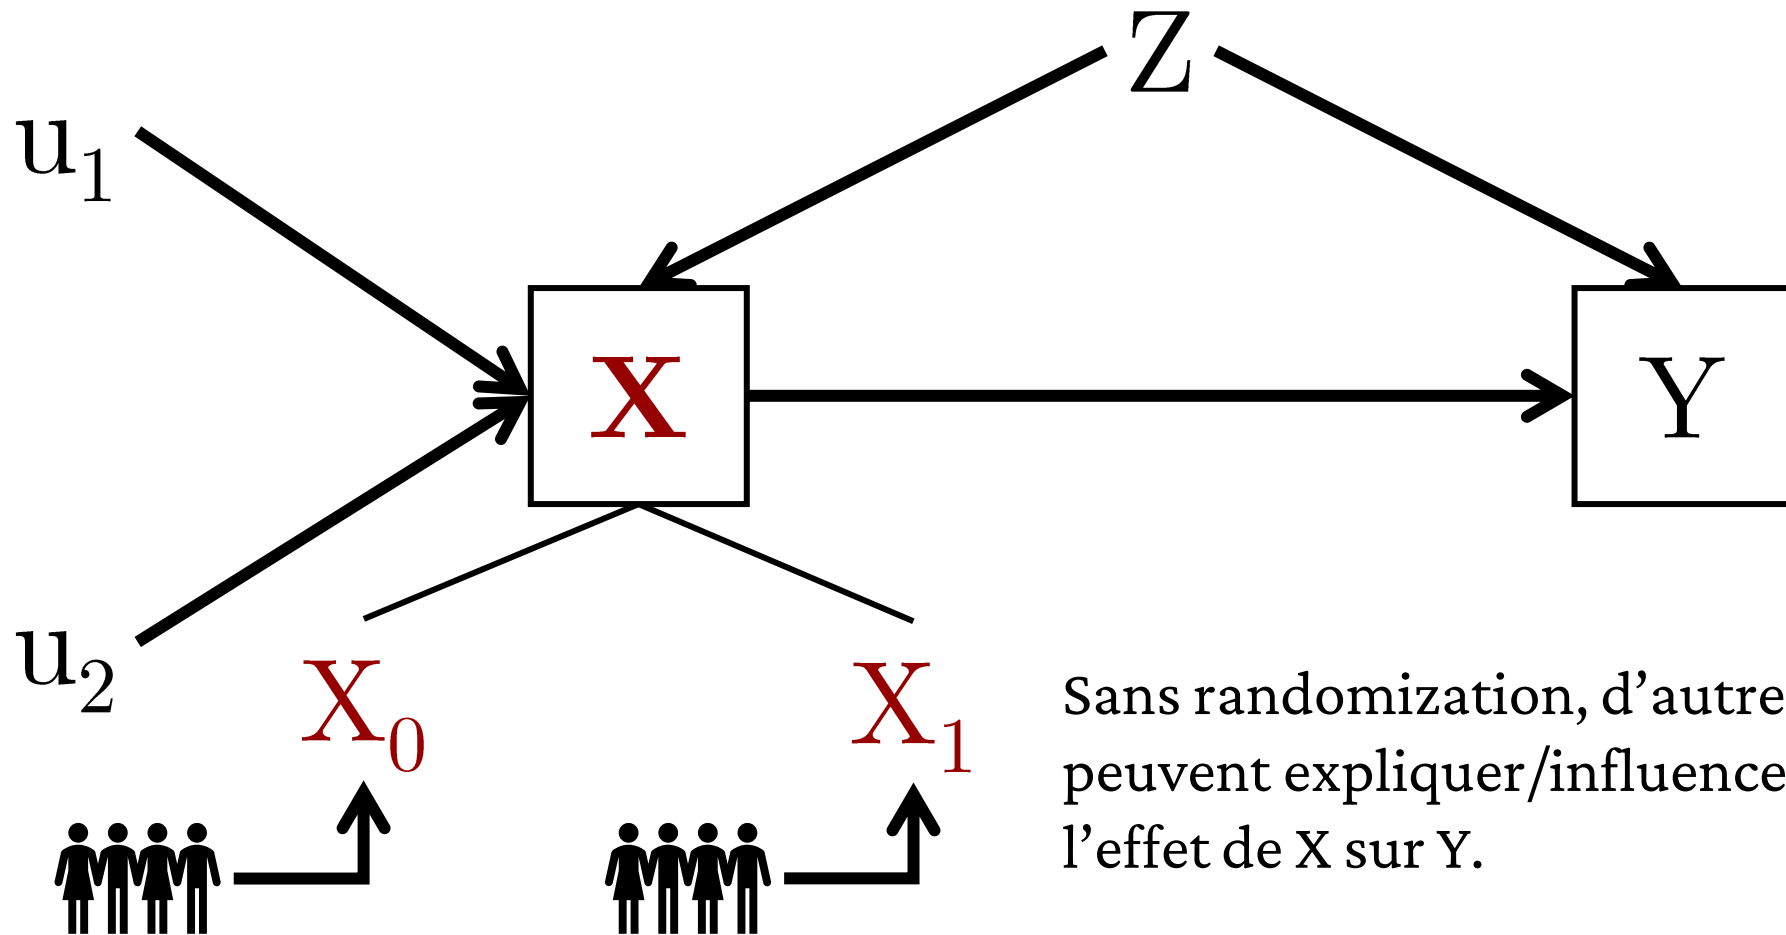 Z
u₁
X
Y
u₂
X₀
X₁
Sans randomization, d’autre
peuvent expliquer/influence
l’effet de X sur Y.